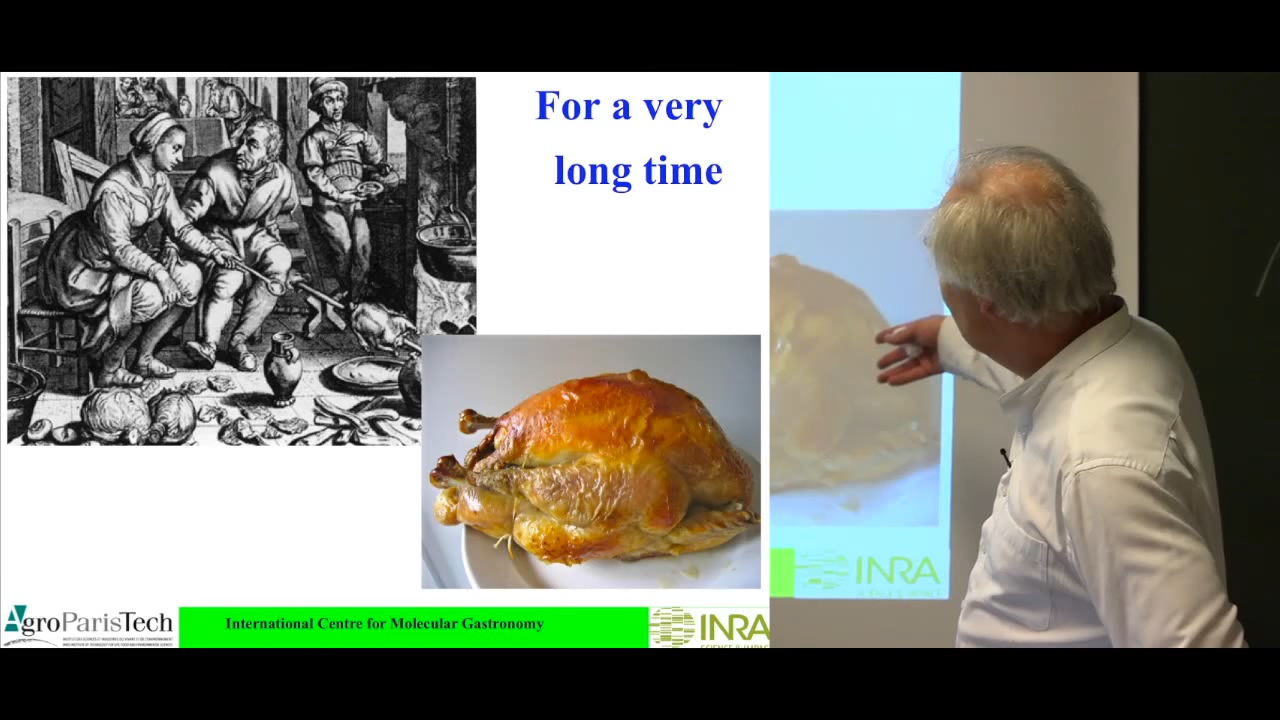 For a very
long time
AgroParisTech
International Centre for Molecular Gastronomy
INRA
INRA